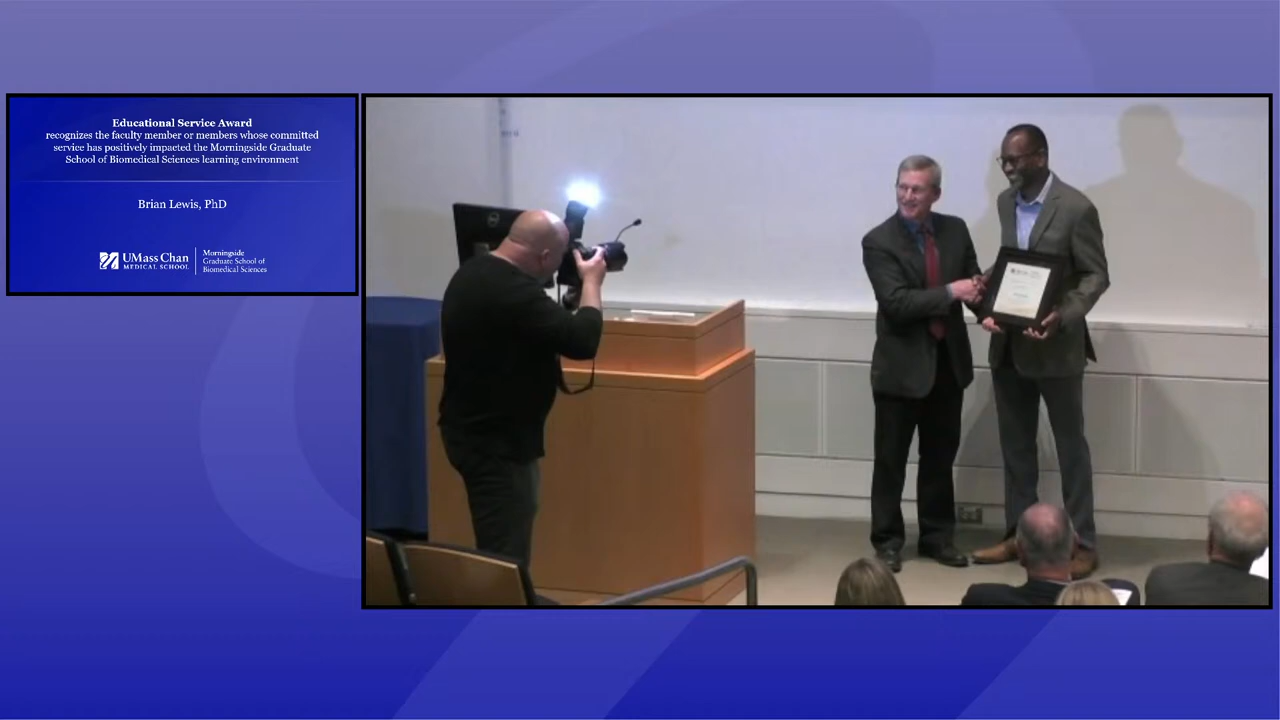 Educational Service Award
recognizes the faculty member or members whose committed
service has positively impacted the Morningside Graduate
School of Biomedical Sciences learning environment
Brian Lewis, PhD
UMass Chan
MEDICAL SCHOOL
Morningside
Graduate School of
Biomedical Sciences